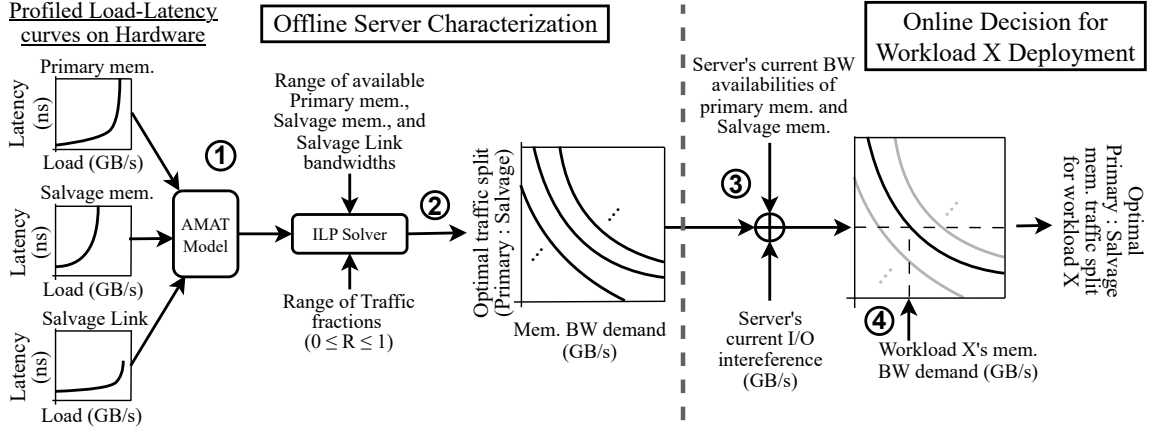 Profiled Load-Latency
curves on Hardware
Offline Server Characterization
Online Decision for
Workload X Deployment
Primary mem.
Latency
(ns)
Load (GB/s)
Salvage mem.
Latency
(ns)
Load (GB/s)
Salvage Link
Latency
(ns)
Load (GB/s)
1
AMAT
Model
Range of available
Primary mem.,
Salvage mem., and
Salvage Link
bandwidths
ILP Solver
Range of Traffic
fractions
(0 ≤ R ≤ 1)
2
Optimal traffic split
(Primary : Salvage)
Mem. BW demand
(GB/s)
Server's current BW
availabilities of
primary mem. and
Salvage mem.
3
Server's
current I/O
intereference
(GB/s)
4
Workload X's mem.
BW demand (GB/s)
Optimal
Primary : Salvage
mem. traffic split
for workload X